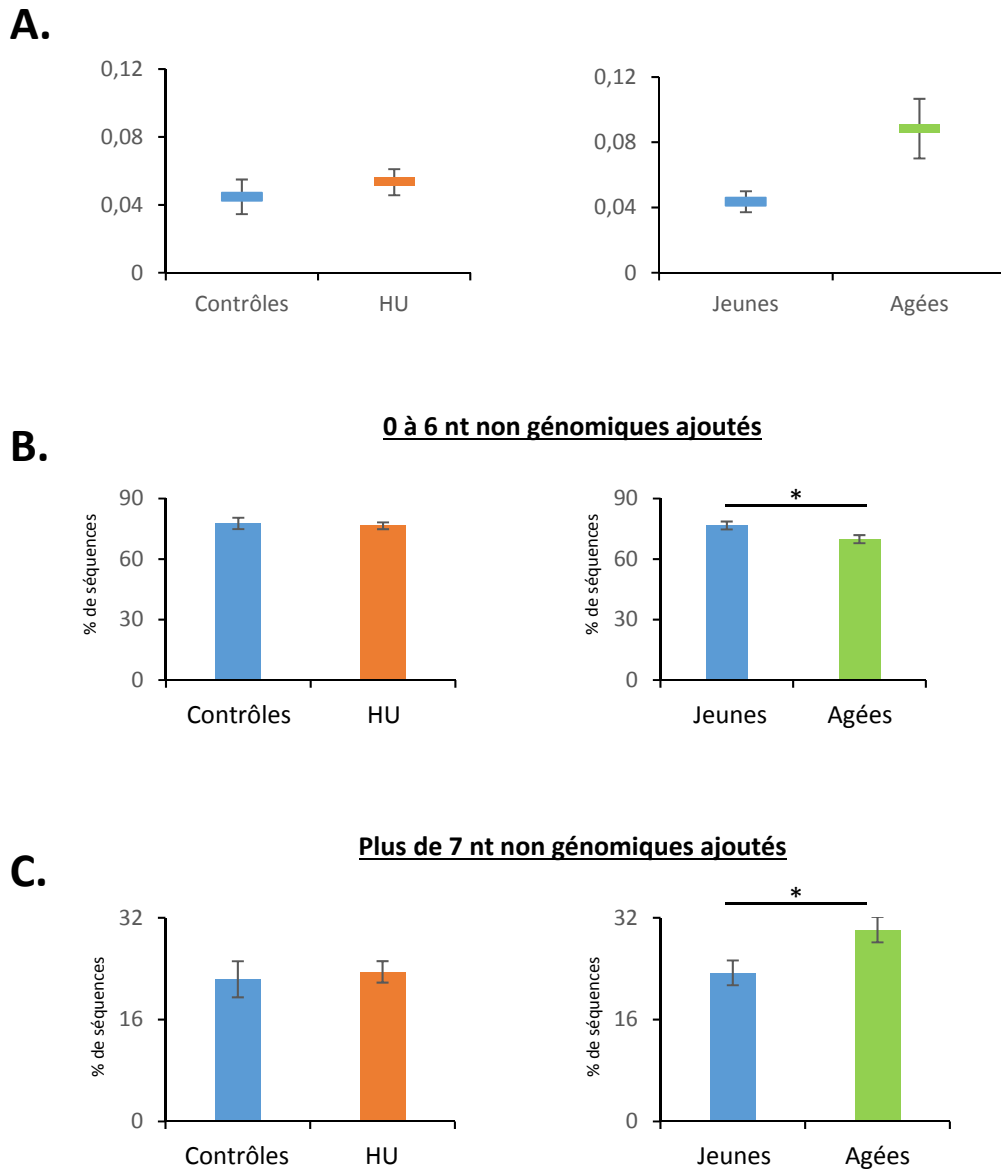 A.
0,12
0,08
0,04
0
Contrôles HU
0,12
0,08
0,04
0
Jeunes Agées
0 à 6 nt non génomiques ajoutés
B.
% de séquences
90
60
30
0
Contrôles HU
% de séquences
90
60
30
0
*
Jeunes Agées
Plus de 7 nt non génomiques ajoutés
C.
% de séquences
32
16
0
Contrôles HU
% de séquences
32
16
0
*
Jeunes Agées